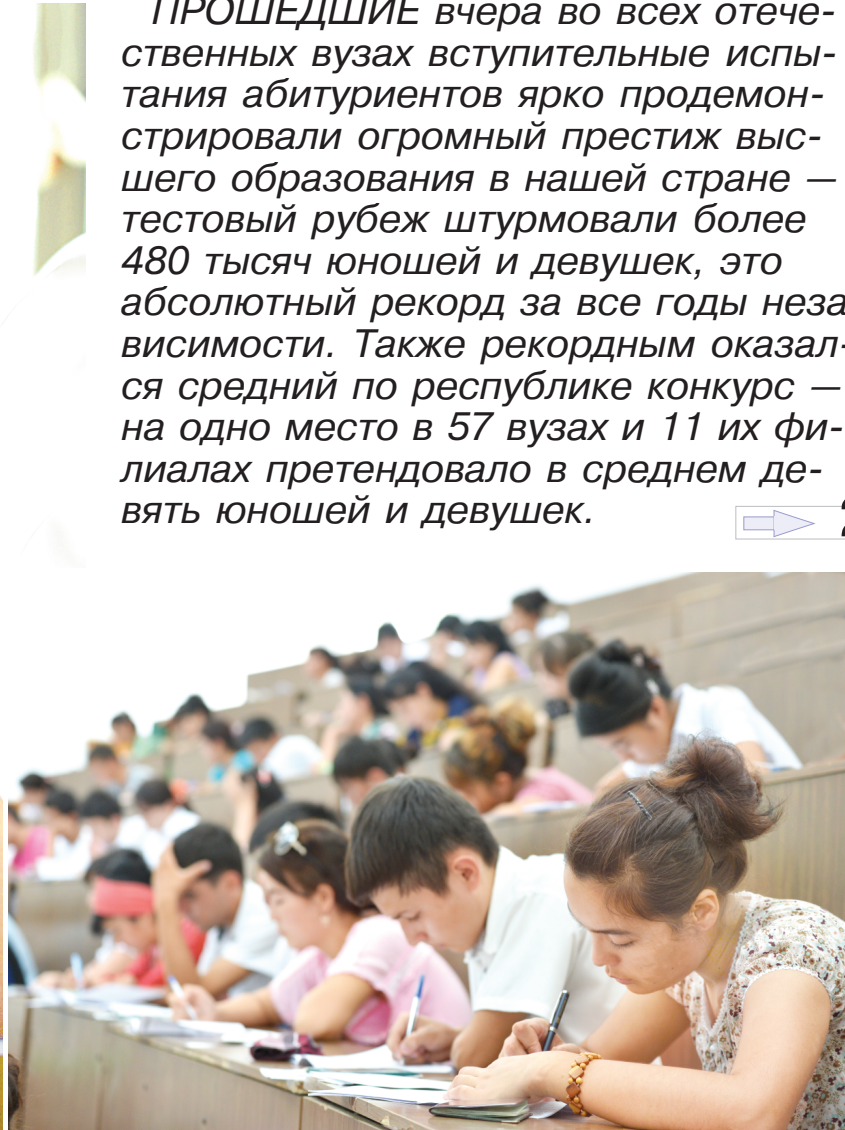 ПРОШЕДШИЕ вчера во всех отече-
ственных вузах вступительные испы-
тания абитуриентов ярко продемон-
стрировали огромный престиж выс-
шего образования в нашей стране —
тестовый рубеж штурмовали более
480 тысяч юношей и девушек, это
абсолютный рекорд за все годы неза
висимости. Также рекордным оказал-
ся средний по республике конкурс —
на одно место в 57 вузах и 11 их фи-
лиалах претендовало в среднем де-
вять юношей и девушек.